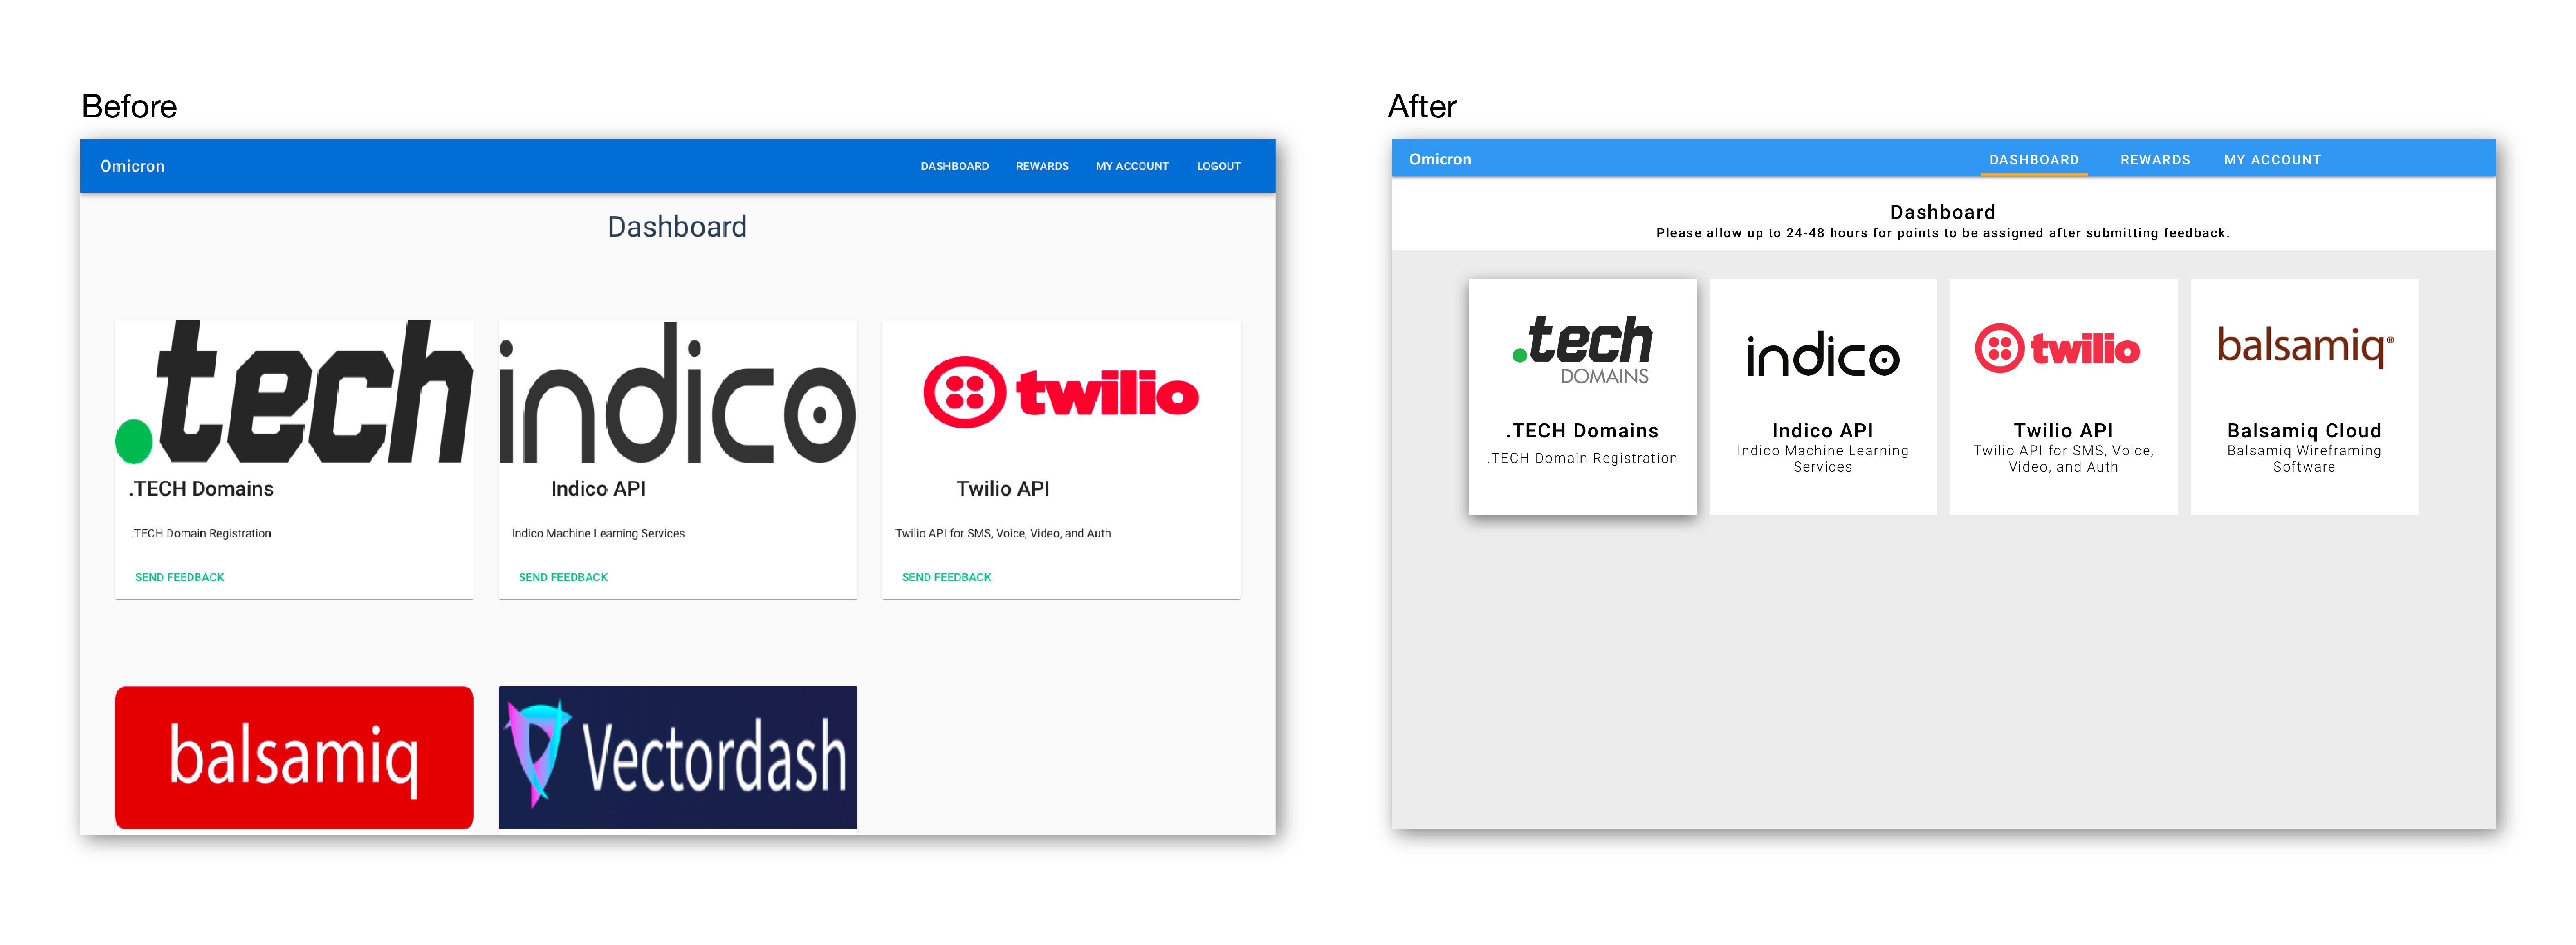 Before
Omicron
DASHBOARD REWARDS MY ACCOUNT LOGOUT
Dashboard
.tech
indico
twilio
.TECH Domains
Indico API
Twilio API
.TECH Domain Registration
Indico Machine Learning Services
Twilio API for SMS, Voice, Video, and Auth
SEND FEEDBACK
SEND FEEDBACK
SEND FEEDBACK
balsamiq
Vectordash
After
Omicron
DASHBOARD REWARDS MY ACCOUNT
Dashboard
Please allow up to 24-48 hours for points to be assigned after submitting feedback.
.tech
DOMAINS
indico
twilio
balsamiq®
.TECH Domains
.TECH Domain Registration
Indico API
Indico Machine Learning
Services
Twilio API
Twilio API for SMS, Voice,
Video, and Auth
Balsamiq Cloud
Balsamiq Wireframing
Software